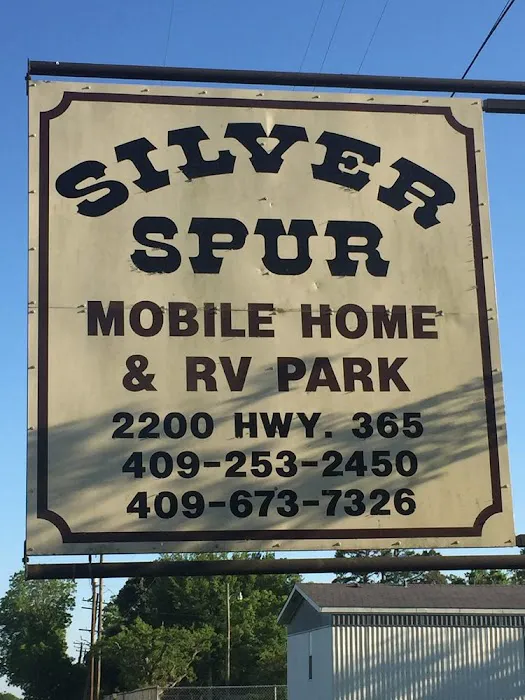 SILVER
SPUR
MOBILE HOME
& RV PARK
2200 HWY. 365
409-253-2450
409-673-7326